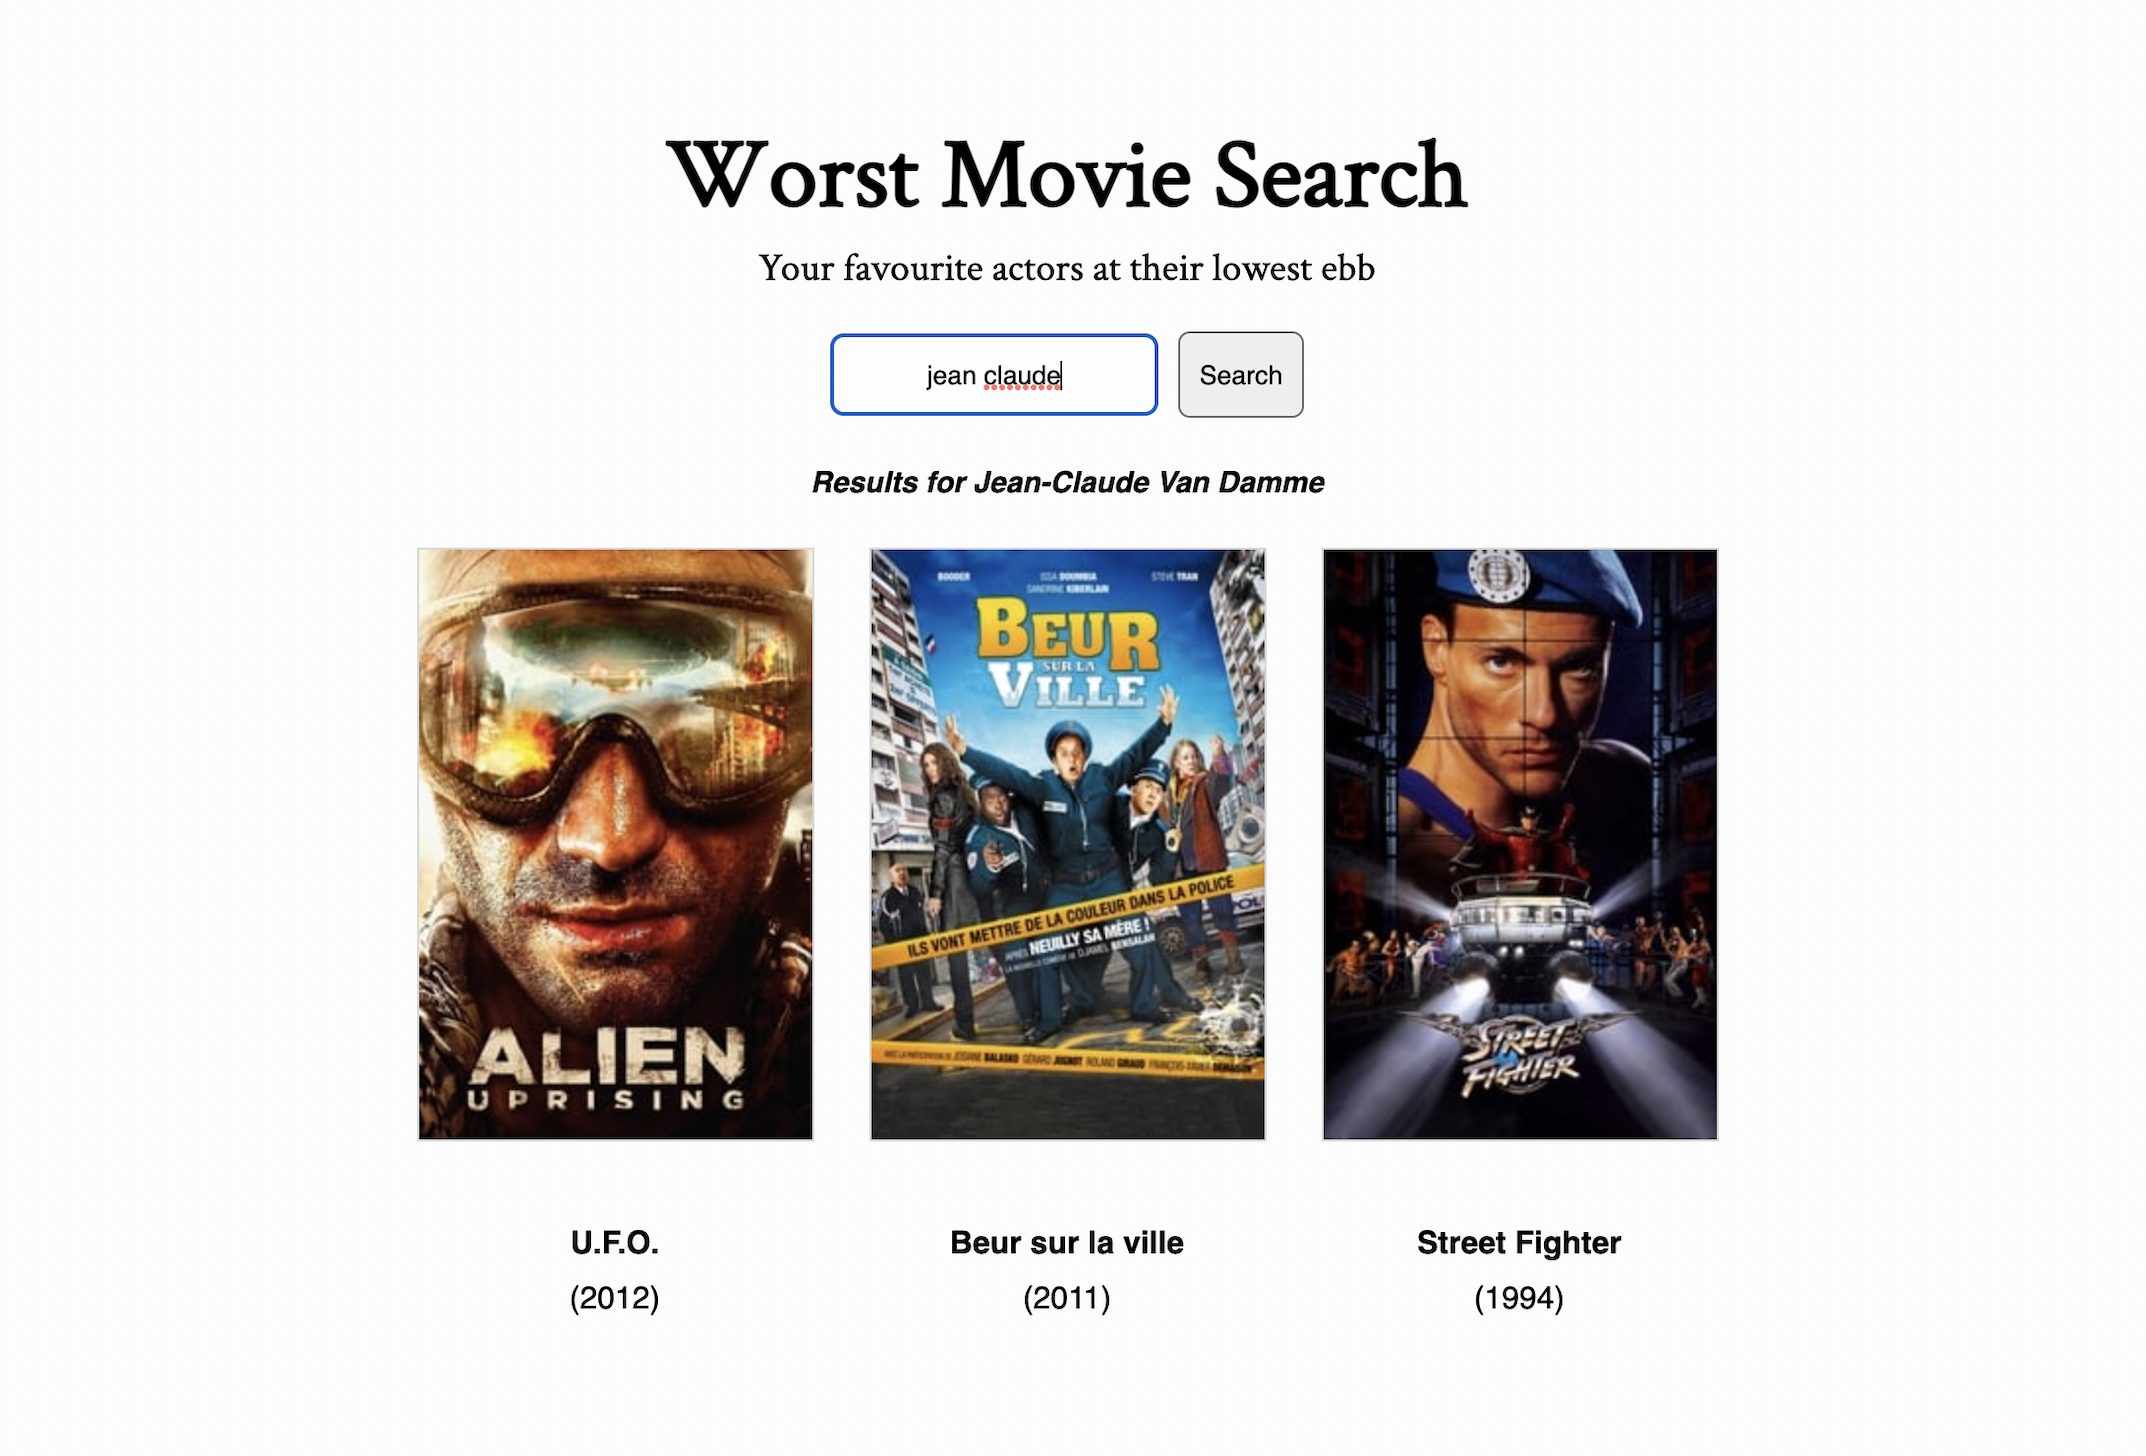 Worst Movie Search
Your favourite actors at their lowest ebb
jean claude
Search
Results for Jean-Claude Van Damme
ALIEN
UPRISING
BOODER
ISSA DOUMBIA
STEVE TRAN
SANDRINE KIBERLAIN
BEUR
SUR LA
VILLE
ILS VONT METTRE DE LA COULEUR DANS LA POLICE
APRÈS NEUILLY SA MÈRE !
LA NOUVELLE COMÉDIE DE DJAMEL BENSALAH
AVEC LA PARTICIPATION DE JOSIANE BALASKO GÉRARD JUGNOT ROLAND GIRAUD FRANÇOIS-XAVIER DEMAISON
STREET
FIGHTER
U.F.O.
(2012)
Beur sur la ville
(2011)
Street Fighter
(1994)